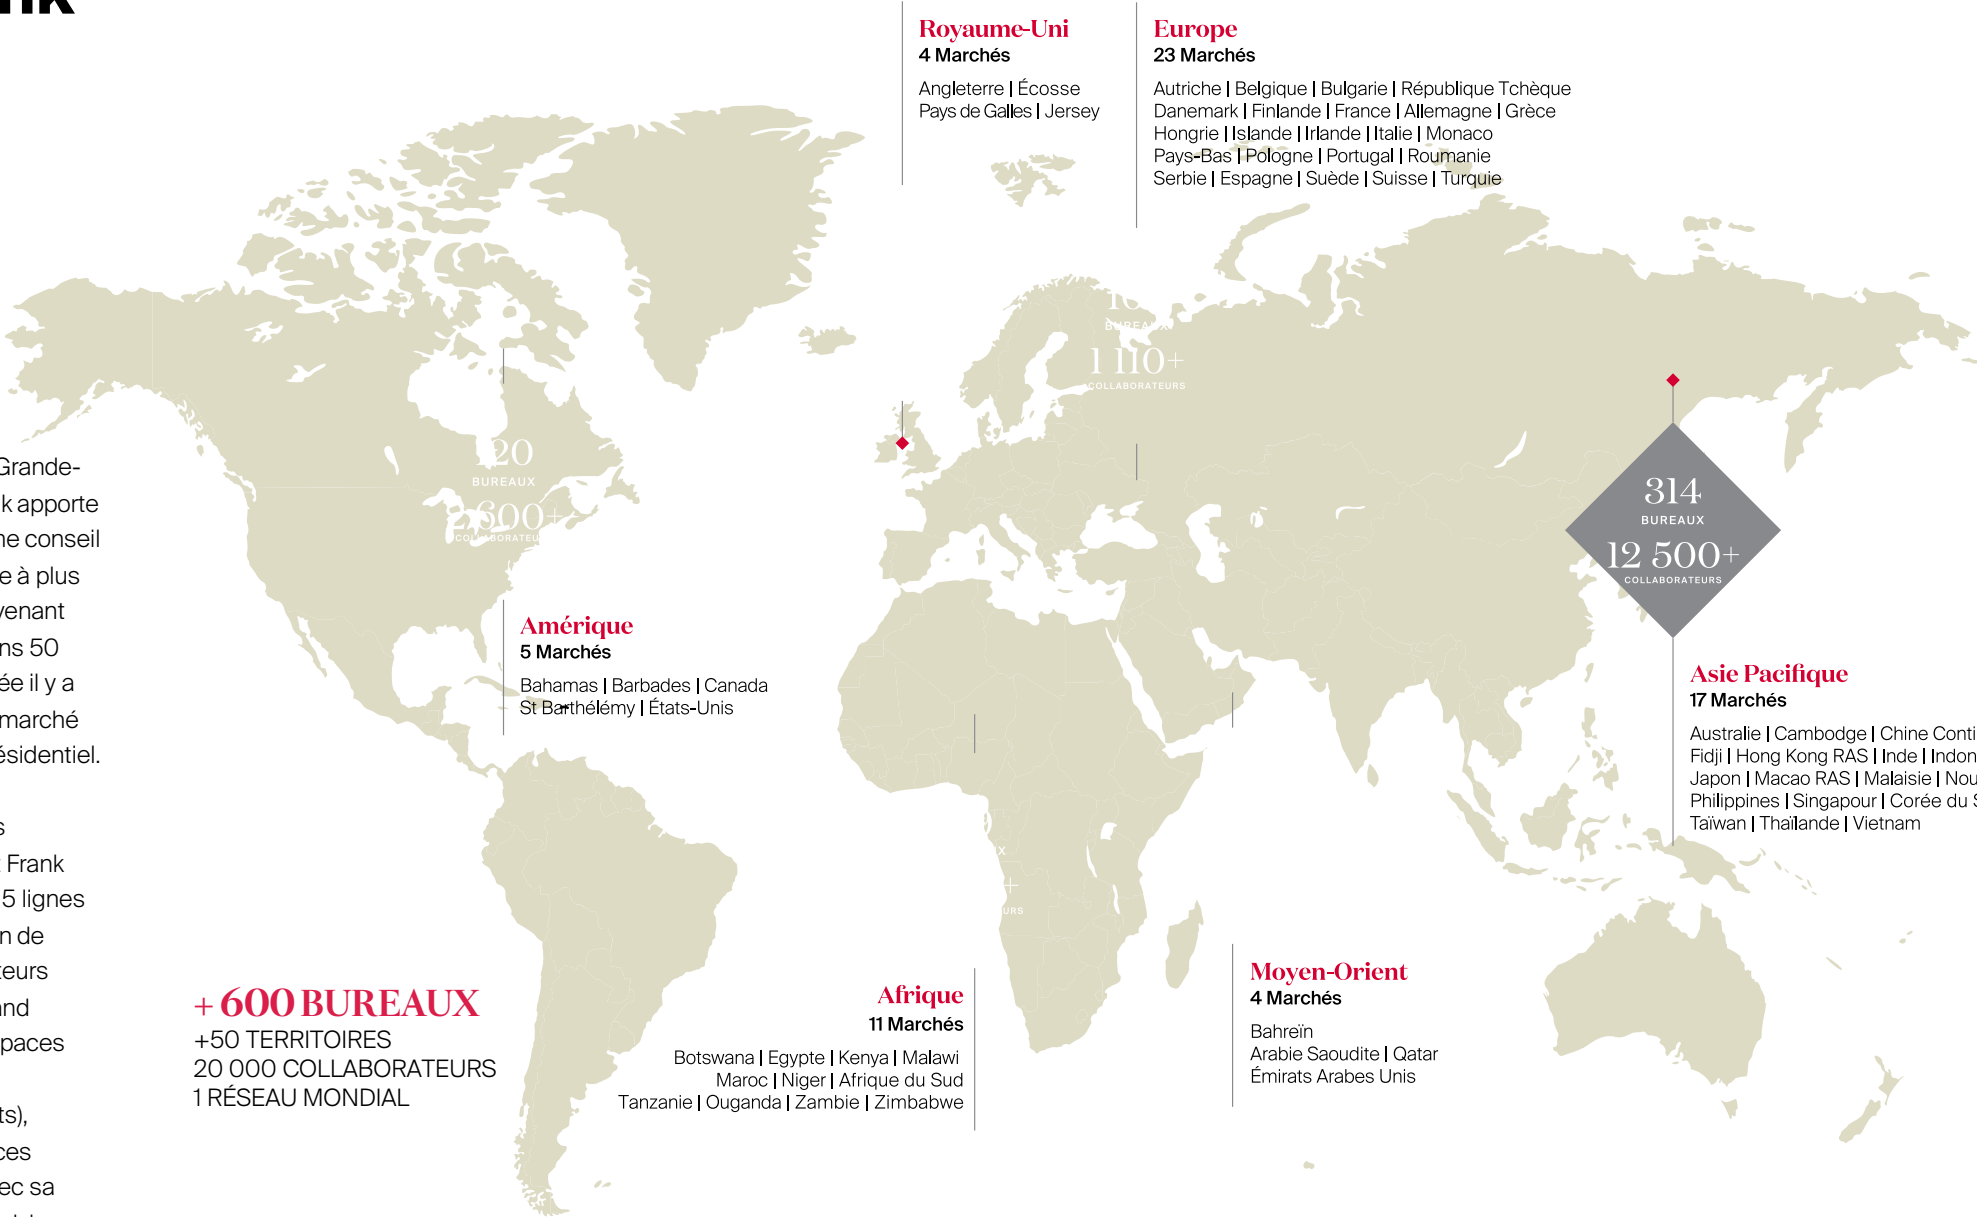 Royaume-Uni
4 Marchés
Angleterre | Écosse
Pays de Galles | Jersey
Europe
23 Marchés
Autriche | Belgique | Bulgarie | République Tchèque
Danemark | Finlande | France | Allemagne | Grèce
Hongrie | Islande | Irlande | Italie | Monaco
Pays-Bas | Pologne | Portugal | Roumanie
Serbie | Espagne | Suède | Suisse | Turquie
BUREAUX
1 110+
COLLABORATEURS
20
BUREAUX
2 600+
COLLABORATEU
314
BUREAUX
12 500+
COLLABORATEURS
Amérique
5 Marchés
Bahamas | Barbades | Canada
St Barthélémy | États-Unis
Asie Pacifique
17 Marchés
Australie | Cambodge | Chine Conti
Fidji | Hong Kong RAS | Inde | Indon
Japon | Macao RAS | Malaisie | Nou
Philippines | Singapour | Corée du S
Taïwan | Thaïlande | Vietnam
Grande-
k apporte
ne conseil
e à plus
venant
ns 50
ée il y a
marché
ésidentiel.
s
Frank
5 lignes
n de
teurs
and
paces
ts),
ces
ec sa
+ 600 BUREAUX
+50 TERRITOIRES
20 000 COLLABORATEURS
1 RÉSEAU MONDIAL
Afrique
11 Marchés
Botswana | Egypte | Kenya | Malawi
Maroc | Niger | Afrique du Sud
Tanzanie | Ouganda | Zambie | Zimbabwe
Moyen-Orient
4 Marchés
Bahreïn
Arabie Saoudite | Qatar
Émirats Arabes Unis